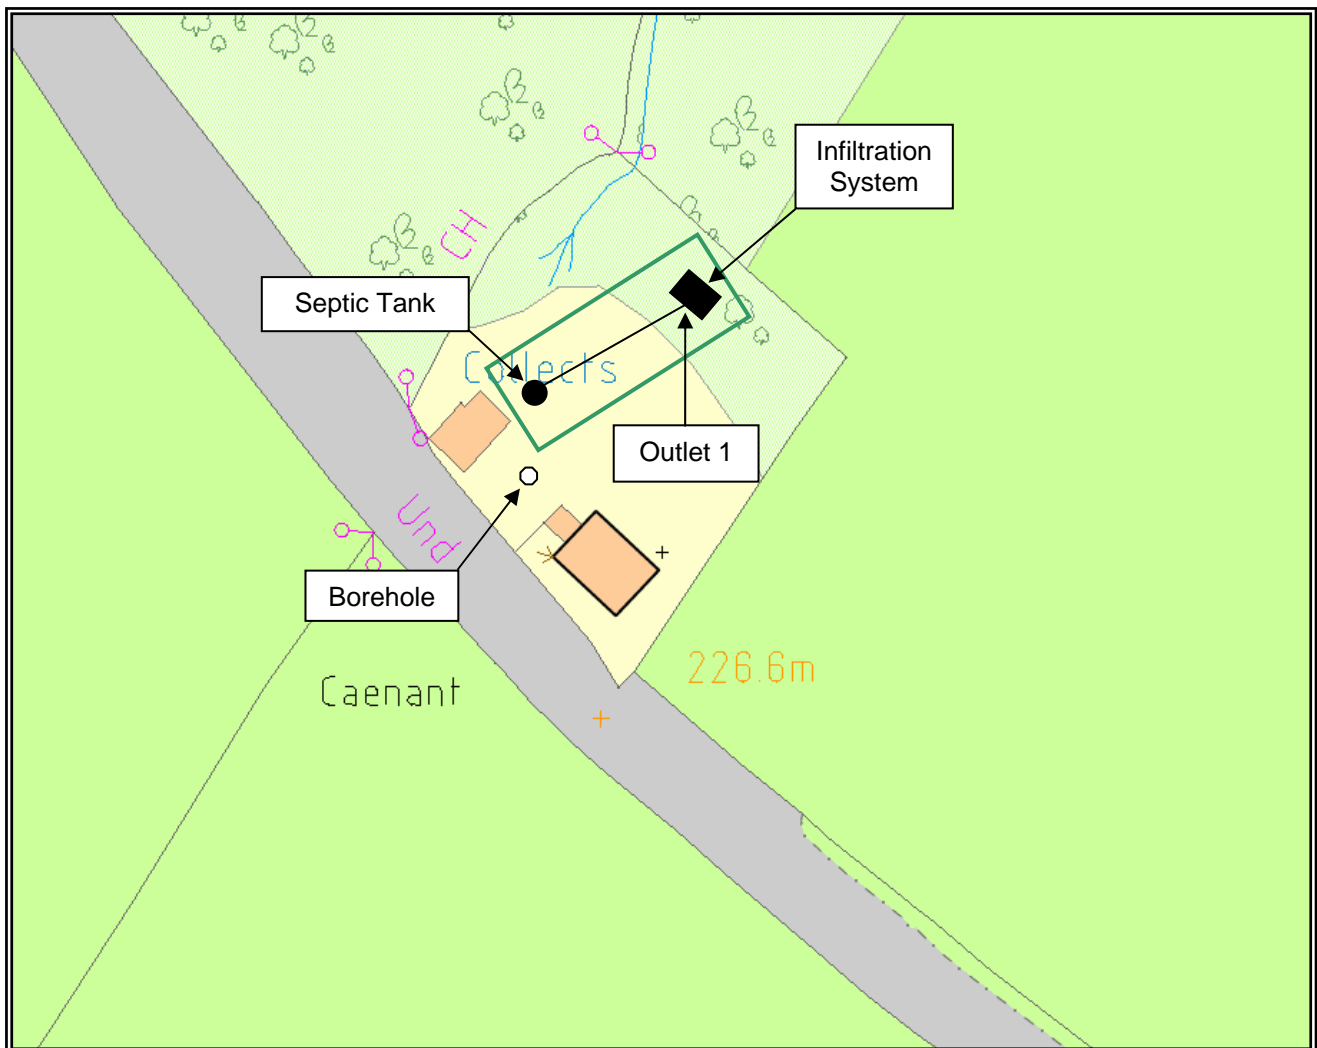 Infiltration
System
CH
Septic Tank
Collects
Outlet 1
Und
Borehole
226.6m
Caenant